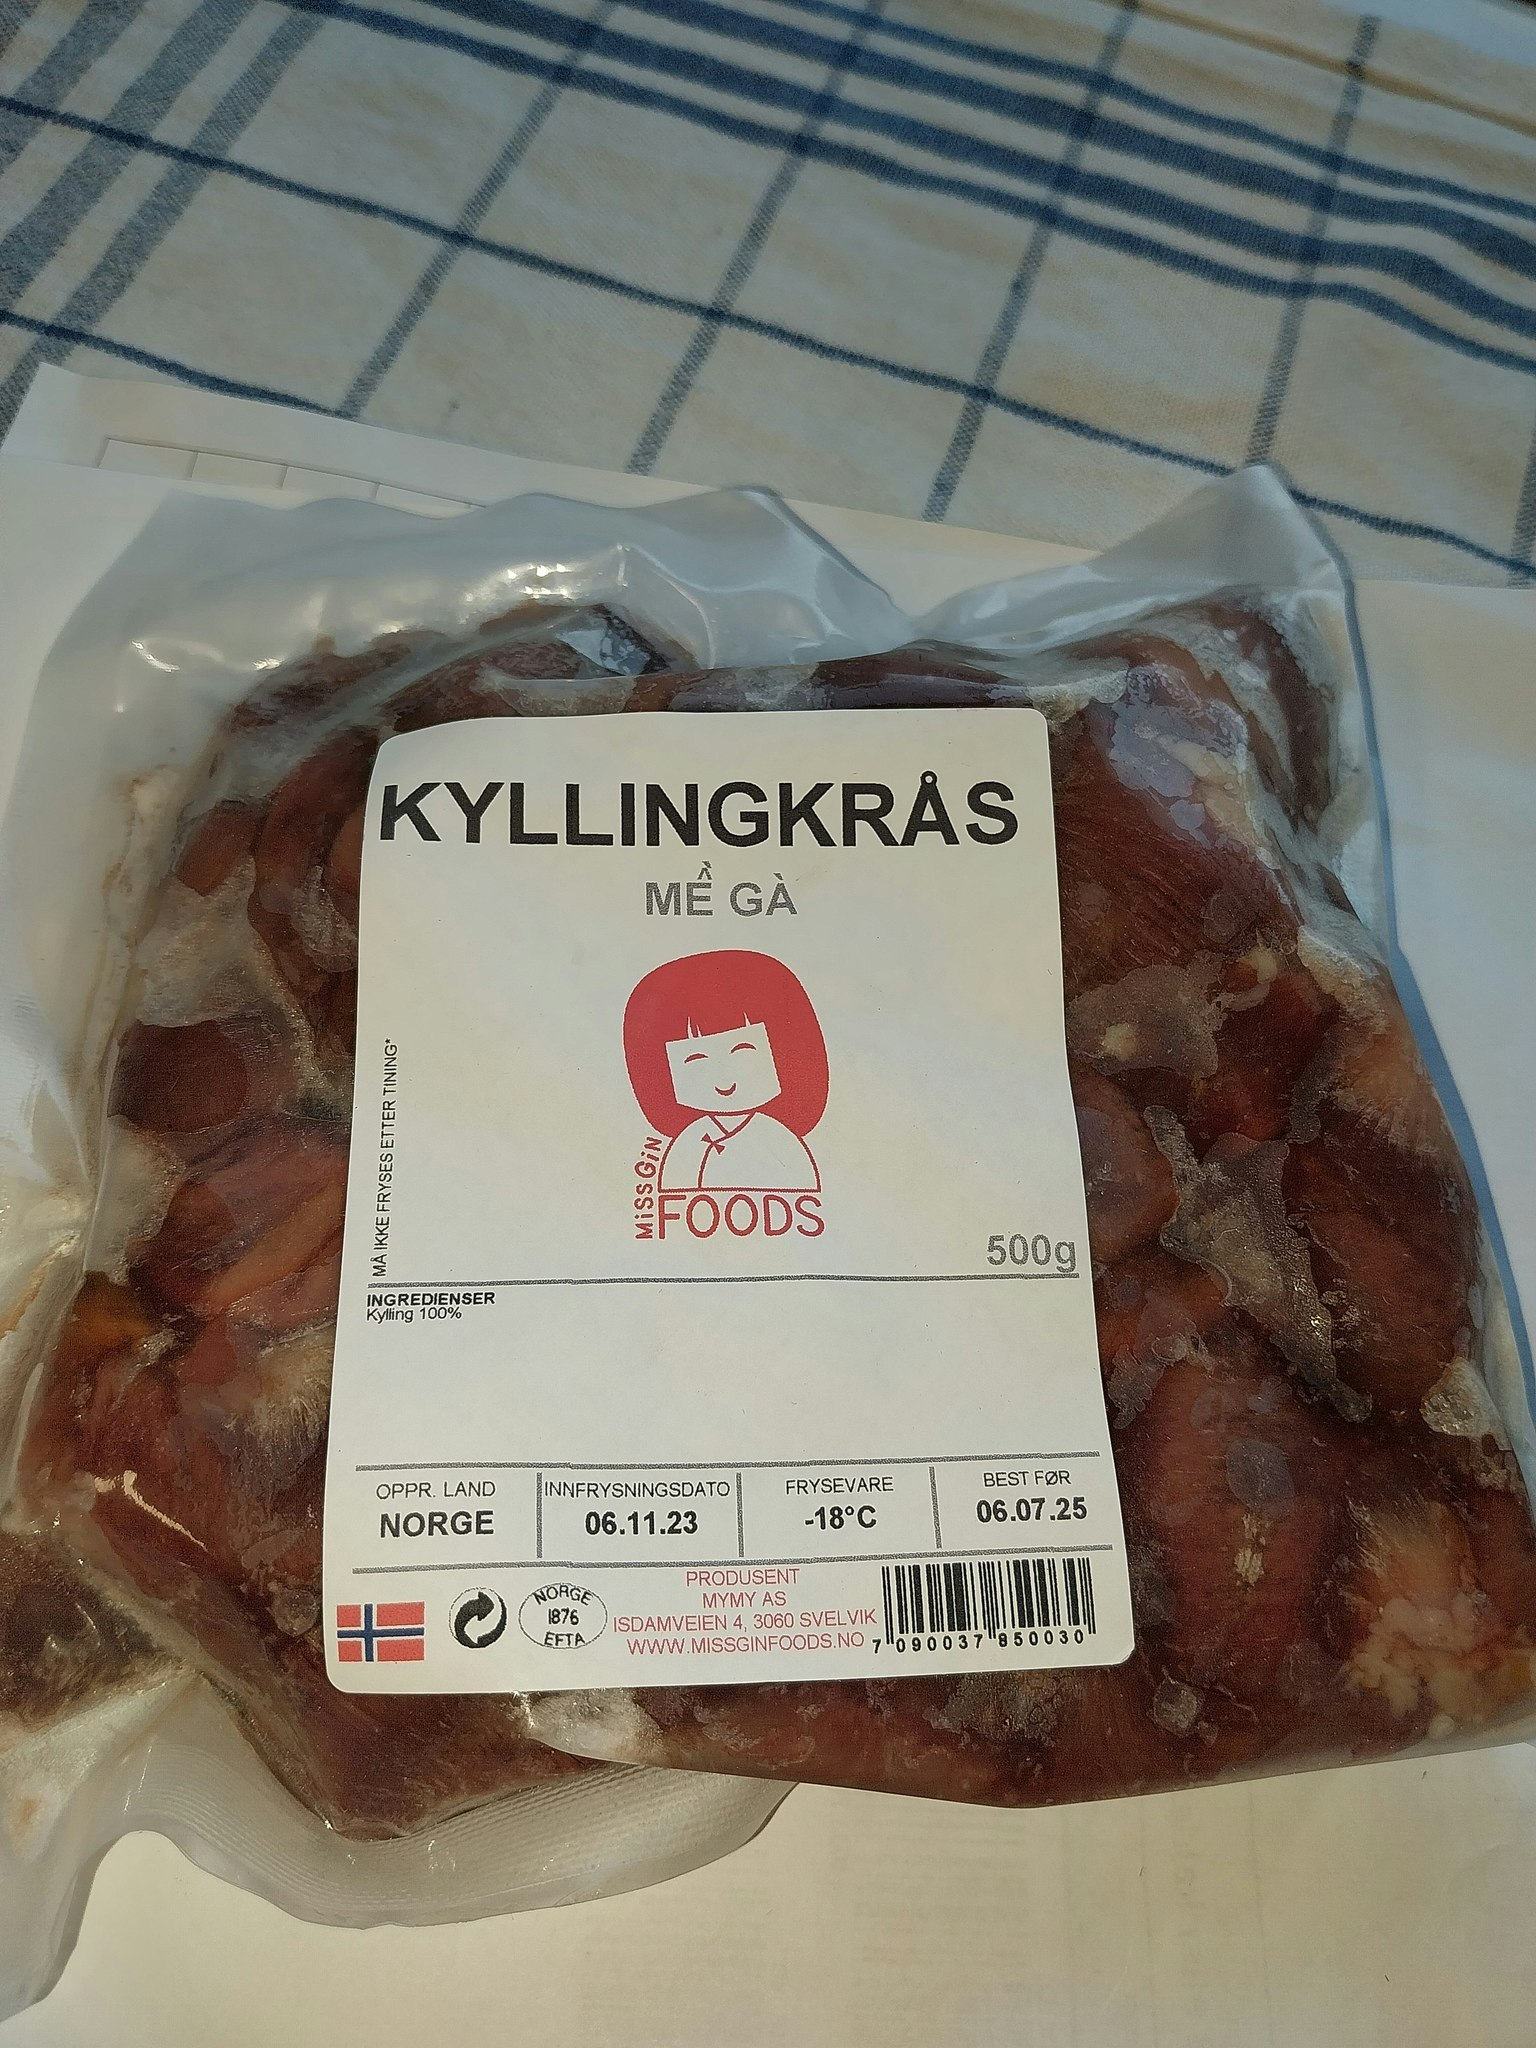 KYLLINGKRÅS
MỀ GÀ
MÅ IKKE FRYSES ETTER TINING*
MiSS GiN
FOODS
500g
INGREDIENSER
Kylling 100%
OPPR. LAND
NORGE
INNFRYSNINGSDATO
06.11.23
FRYSEVARE
-18°C
BEST FØR
06.07.25
NORGE
1876
EFTA
PRODUSENT
MYMY AS
ISDAMVEIEN 4, 3060 SVELVIK
WWW.MISSGINFOODS.NO
7 090037 850030